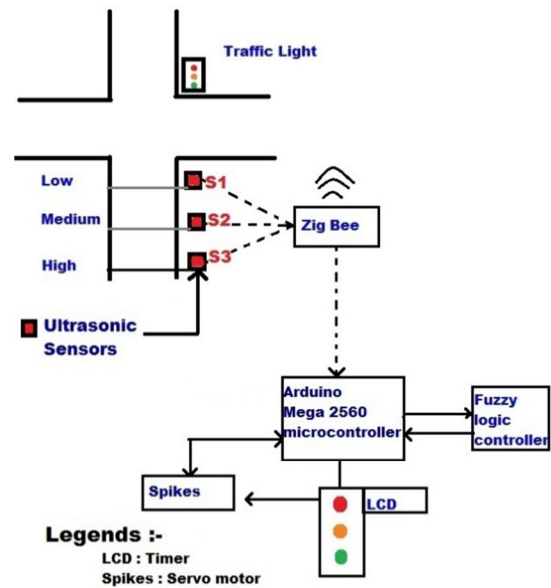 Traffic Light
Low
S1
Medium
S2
Zig Bee
High
S3
Ultrasonic
Sensors
Arduino
Mega 2560
microcontroller
Fuzzy
logic
controller
Spikes
LCD
Legends :-
LCD : Timer
Spikes : Servo motor